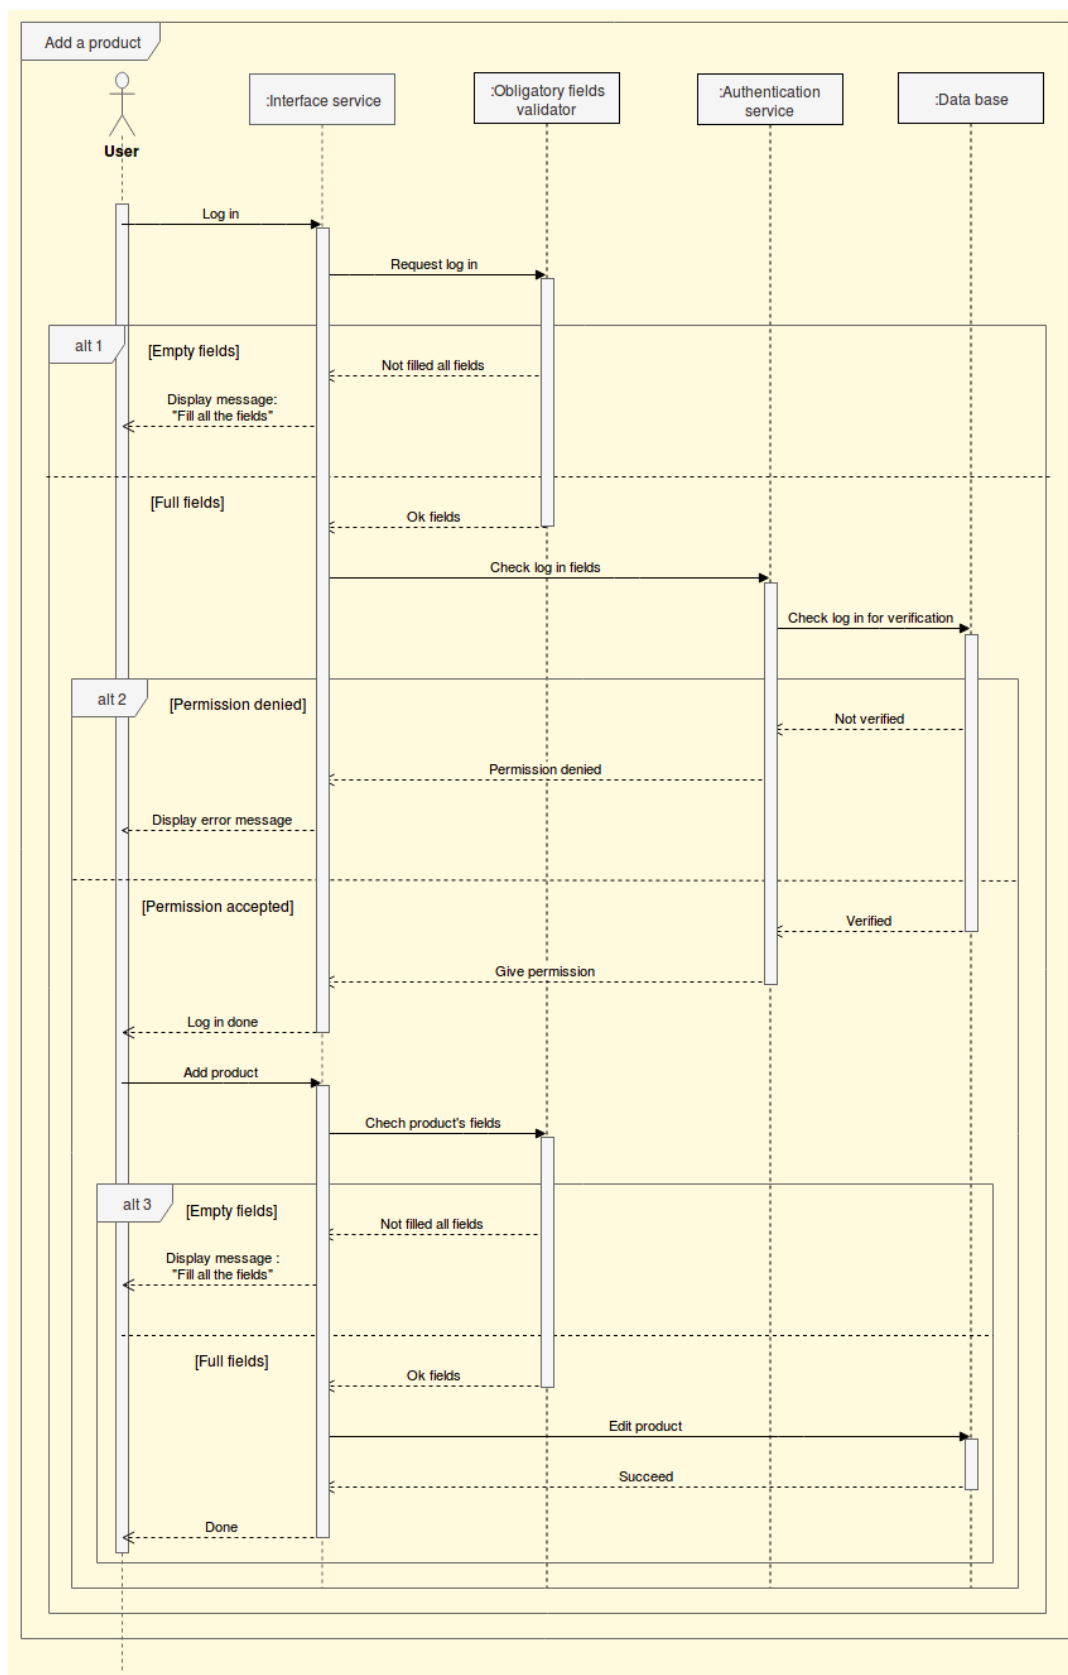 Add a product
:Interface service
:Obligatory fields
validator
:Authentication
service
:Data base
User
Log in
Request log in
alt 1
[Empty fields]
Not filled all fields
Display message:
"Fill all the fields"
[Full fields]
Ok fields
Check log in fields
Check log in for verification
alt 2
[Permission denied]
Not verified
Permission denied
Display error message
[Permission accepted]
Verified
Give permission
Log in done
Add product
Chech product's fields
alt 3
[Empty fields]
Not filled all fields
Display message :
"Fill all the fields"
[Full fields]
Ok fields
Edit product
Succeed
Done